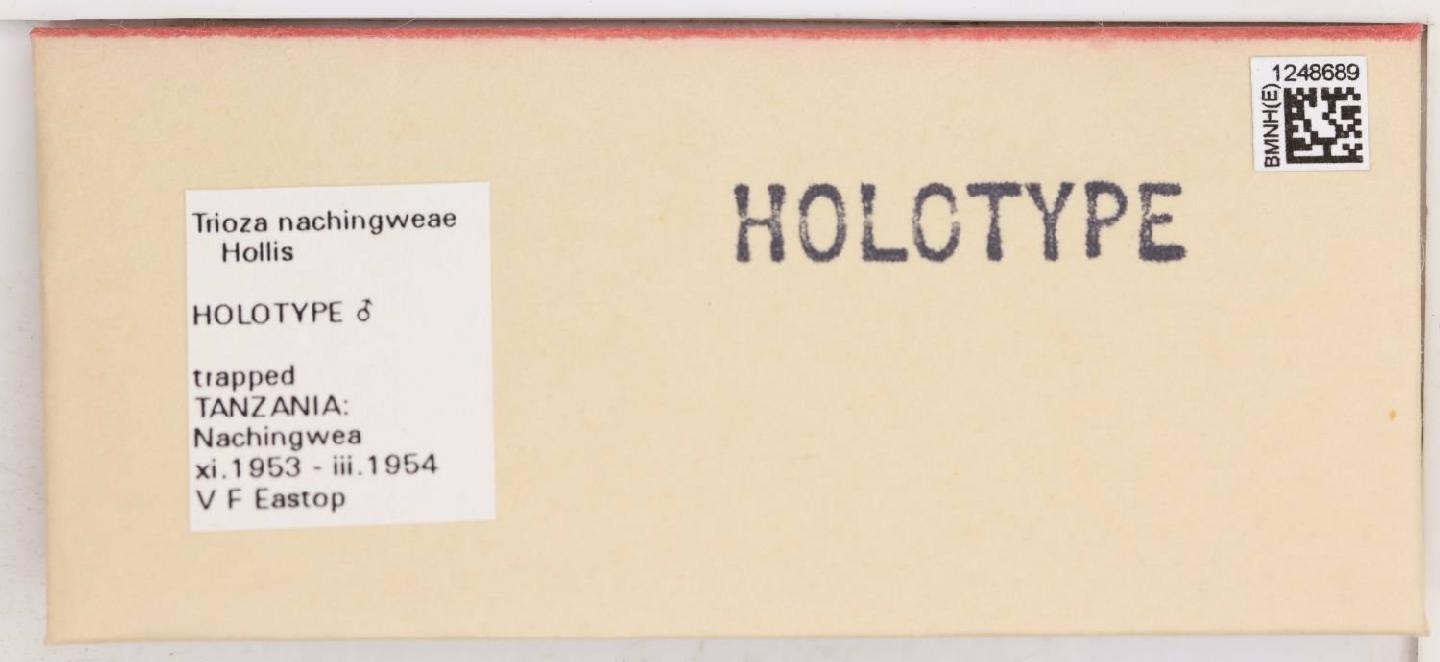 1248689
BMNH(E)
HOLOTYPE
Trioza nachingweae
Hollis
HOLOTYPE ♂
trapped
TANZANIA:
Nachingwea
xi.1953 - iii.1954
V F Eastop